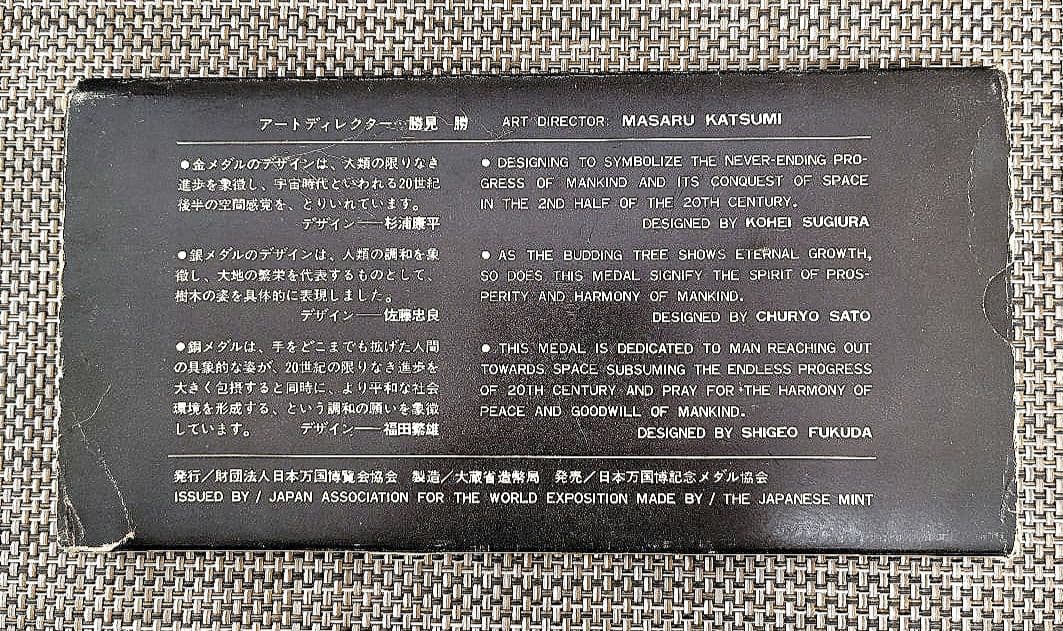 アートディレクター 勝見 勝 ART DIRECTOR: MASARU KATSUMI
●金メダルのデザインは、人類の限りなき
進歩を象徴し、宇宙時代といわれる20世紀
後半の空間感覚を、とりいれています。
デザイン──杉浦康平
● DESIGNING TO SYMBOLIZE THE NEVER-ENDING PRO-
GRESS OF MANKIND AND ITS CONQUEST OF SPACE
IN THE 2ND HALF OF THE 20TH CENTURY.
DESIGNED BY KOHEI SUGIURA
●銀メダルのデザインは、人類の調和を象
徴し、大地の繁栄を代表するものとして、
樹木の姿を具体的に表現しました。
デザイン──佐藤忠良
● AS THE BUDDING TREE SHOWS ETERNAL GROWTH,
SO DOES THIS MEDAL SIGNIFY THE SPIRIT OF PROS-
PERITY AND HARMONY OF MANKIND.
DESIGNED BY CHURYO SATO
●銅メダルは、手をどこまでも拡げた人間
の具象的な姿が、20世紀の限りなき進歩を
大きく包摂すると同時に、より平和な社会
環境を形成する、という調和の願いを象徴
しています。 デザイン──福田繁雄
● THIS MEDAL IS DEDICATED TO MAN REACHING OUT
TOWARDS SPACE SUBSUMING THE ENDLESS PROGRESS
OF 20TH CENTURY AND PRAY FOR THE HARMONY OF
PEACE AND GOODWILL OF MANKIND.
DESIGNED BY SHIGEO FUKUDA
発行／財団法人日本万国博覧会協会 製造／大蔵省造幣局 発売／日本万国博記念メダル協会
ISSUED BY / JAPAN ASSOCIATION FOR THE WORLD EXPOSITION MADE BY / THE JAPANESE MINT